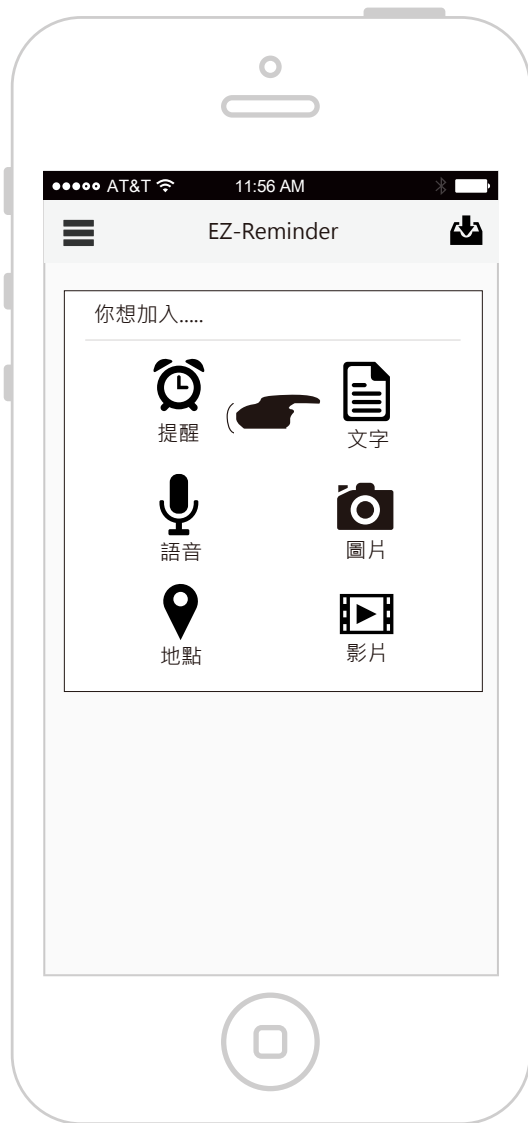 AT&T 11:56 AM
EZ-Reminder
你想加入.....
提醒 文字
語音 圖片
地點 影片